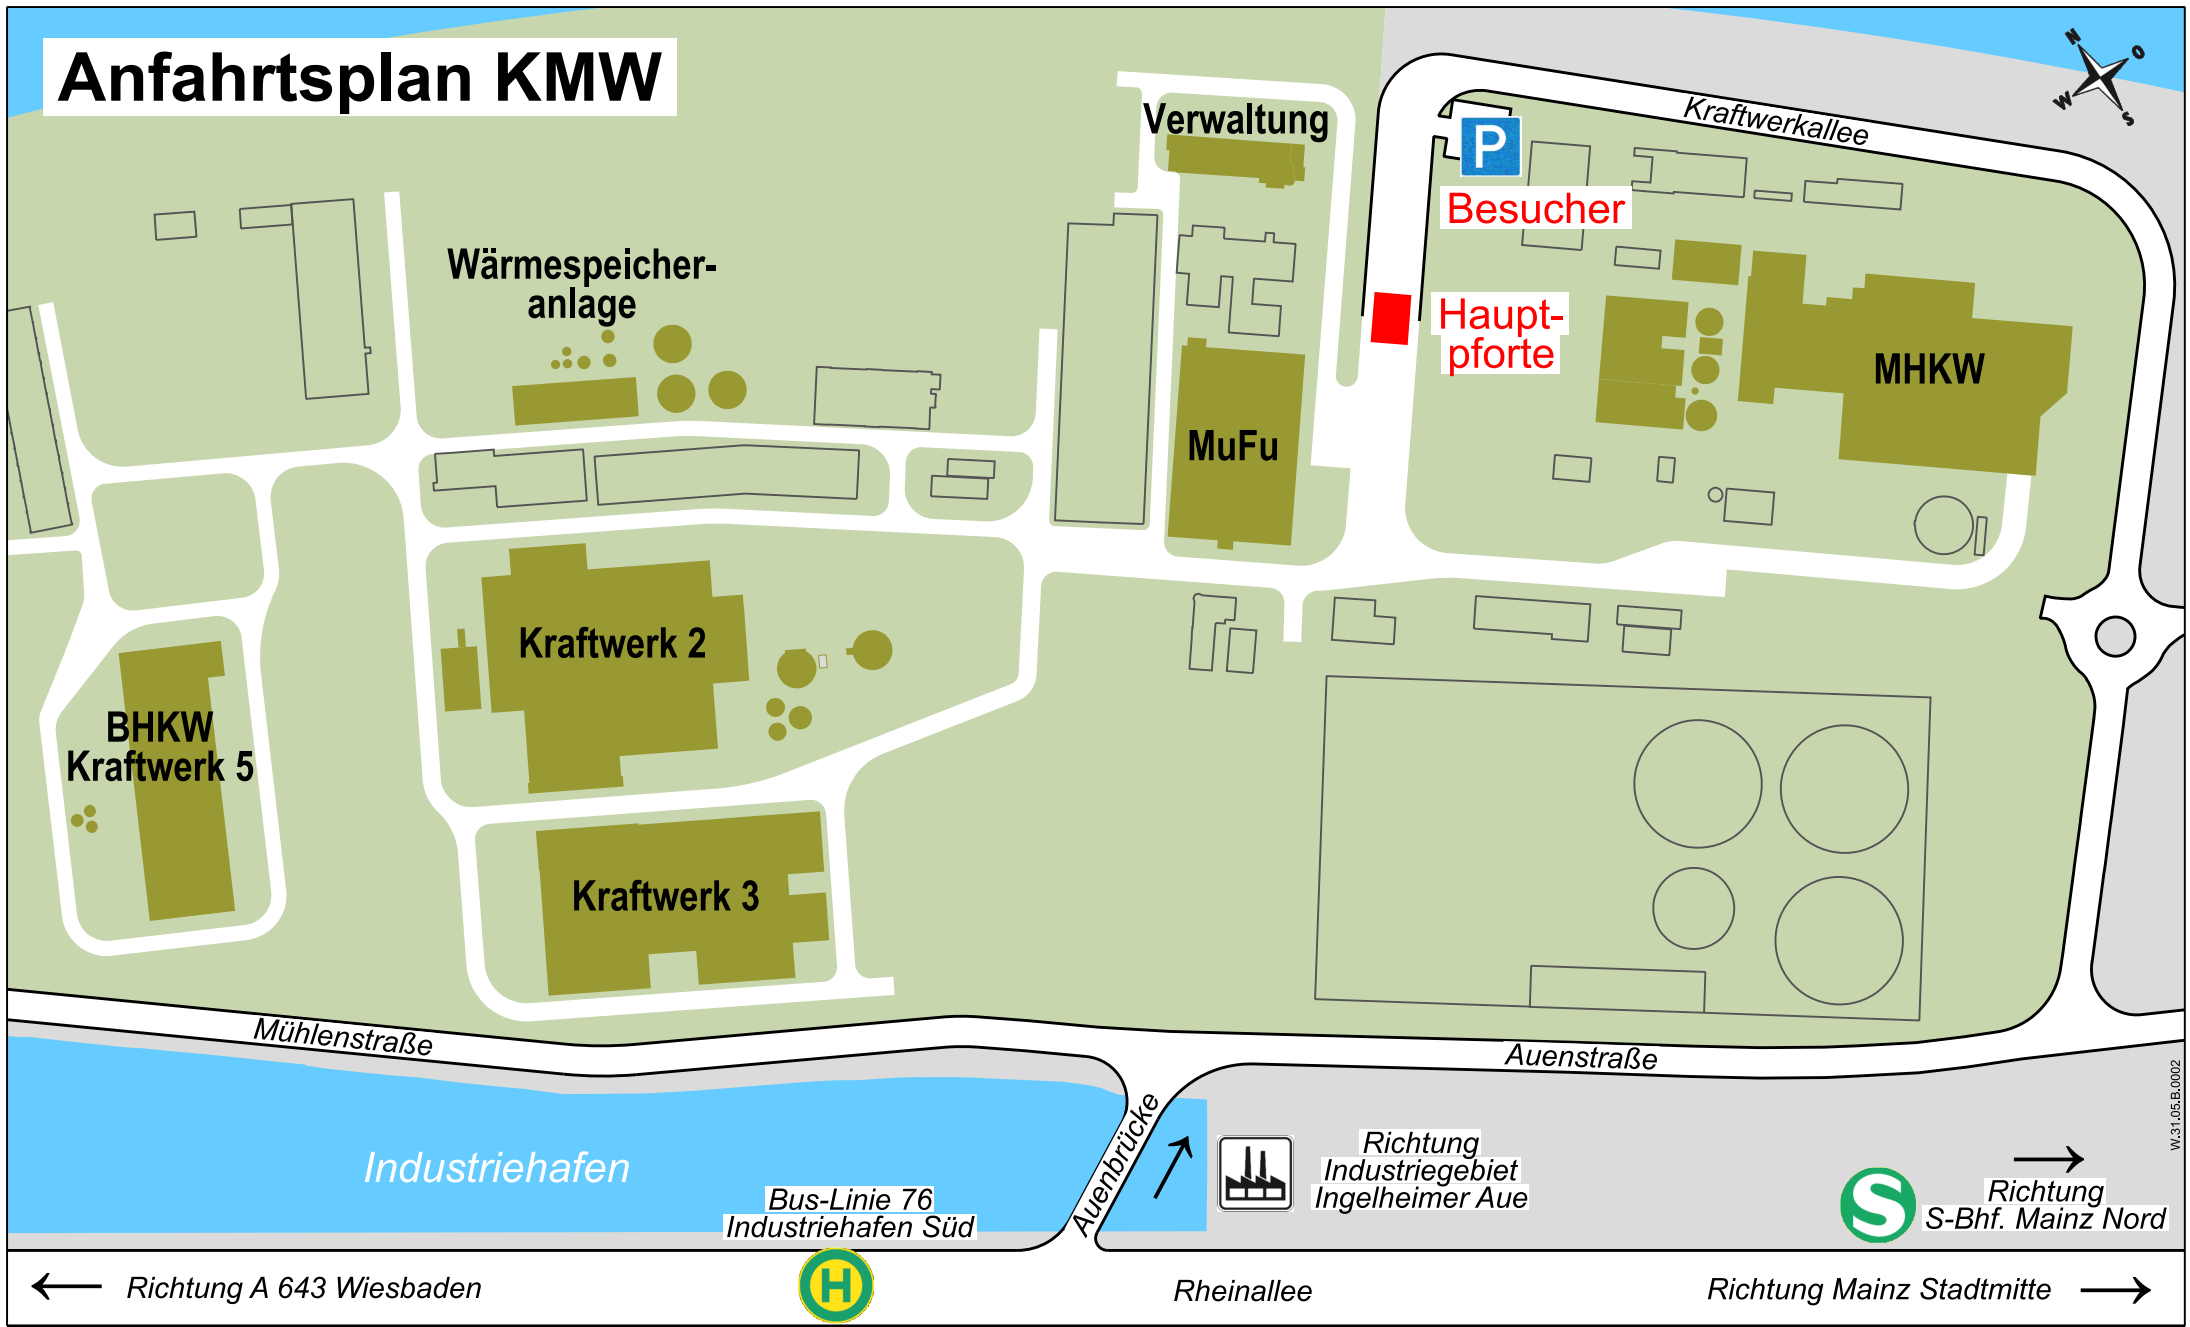 Anfahrtsplan KMW
N
O
W
S
Verwaltung
Kraftwerkallee
P
Besucher
Wärmespeicher-
anlage
Haupt-
pforte
MHKW
MuFu
Kraftwerk 2
BHKW
Kraftwerk 5
Kraftwerk 3
Mühlenstraße
Auenstraße
W.31.05.B.0002
Auenbrücke
Industriehafen
Richtung
Industriegebiet
Ingelheimer Aue
Bus-Linie 76
Industriehafen Süd
S
Richtung
S-Bhf. Mainz Nord
Richtung A 643 Wiesbaden
H
Rheinallee
Richtung Mainz Stadtmitte